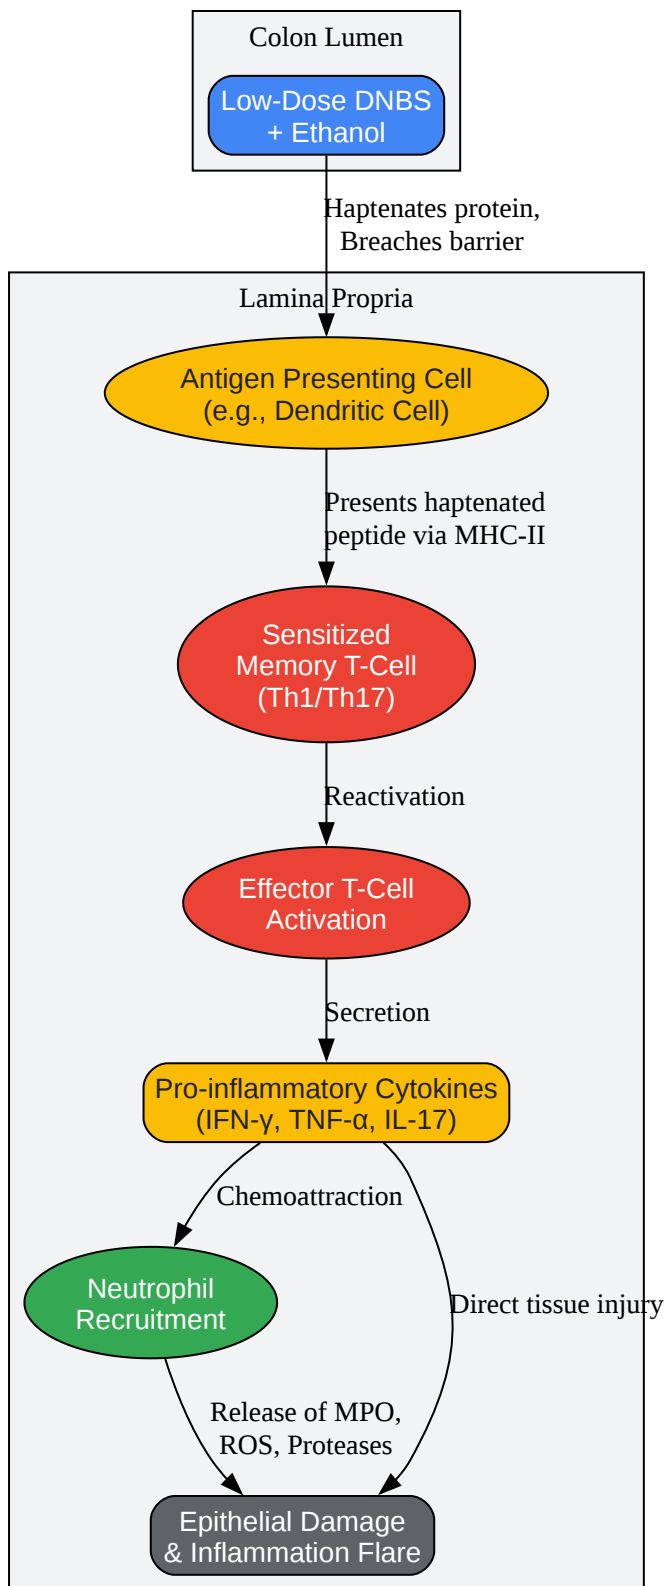 Colon Lumen
Low-Dose DNBS
+ Ethanol
Haptenates protein,
Breaches barrier
Lamina Propria
Antigen Presenting Cell
(e.g., Dendritic Cell)
Presents haptenated
peptide via MHC-II
Sensitized
Memory T-Cell
(Th1/Th17)
Reactivation
Effector T-Cell
Activation
Secretion
Pro-inflammatory Cytokines
(IFN-γ, TNF-α, IL-17)
Chemoattraction
Neutrophil
Recruitment
Direct tissue injury
Release of MPO,
ROS, Proteases
Epithelial Damage
& Inflammation Flare